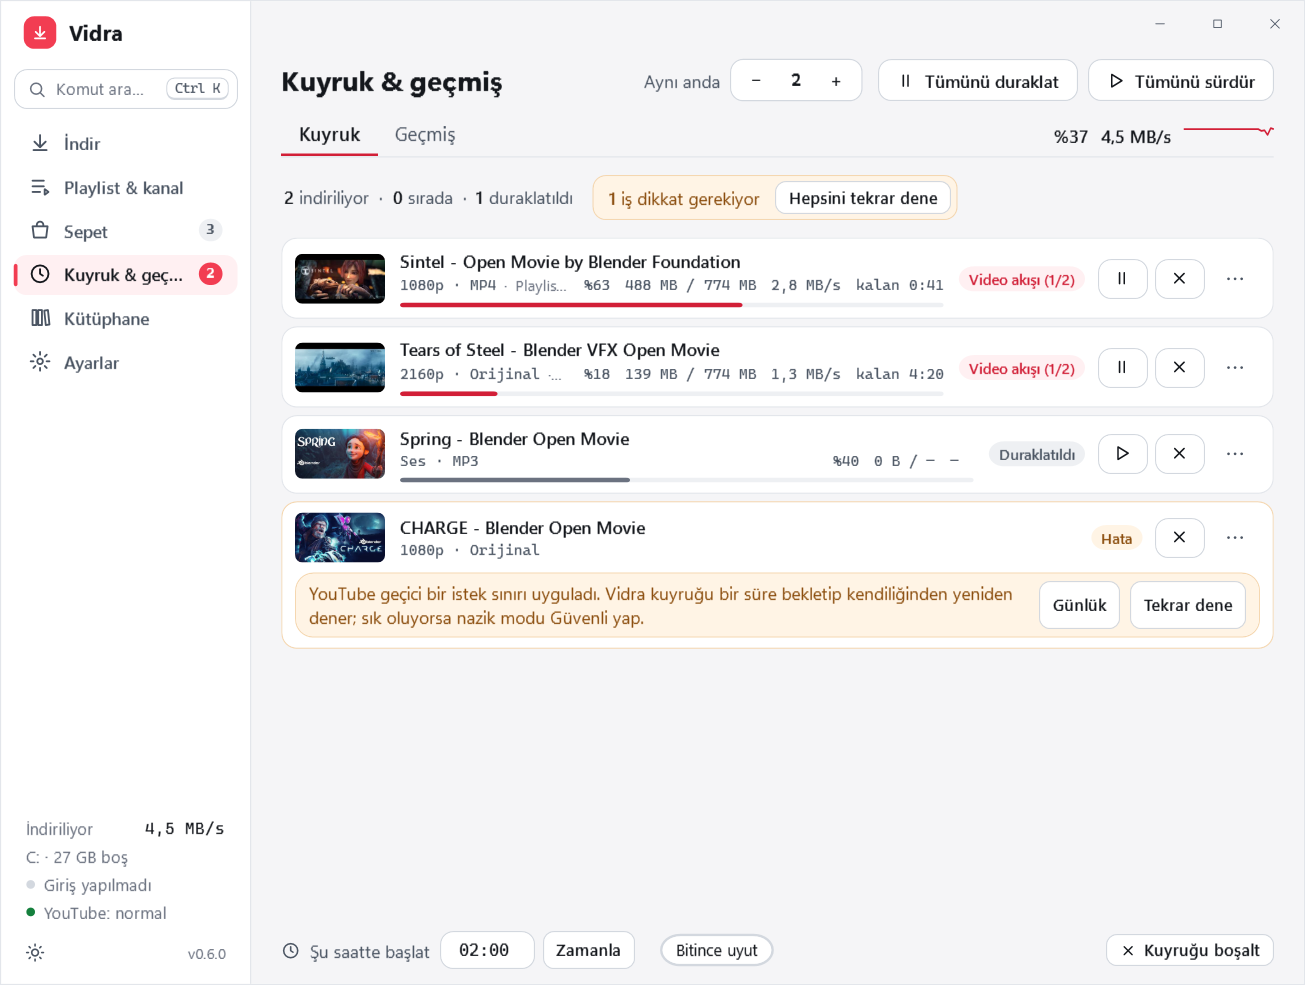 Vidra
Komut ara... Ctrl K
İndir
Playlist & kanal
Sepet 3
Kuyruk & geç... 2
Kütüphane
Ayarlar
İndiriliyor 4,5 MB/s
C: · 27 GB boş
Giriş yapılmadı
YouTube: normal
v0.6.0
Kuyruk & geçmiş
Aynı anda − 2 + Tümünü duraklat Tümünü sürdür
Kuyruk Geçmiş %37 4,5 MB/s
2 indiriliyor · 0 sırada · 1 duraklatıldı 1 iş dikkat gerekiyor Hepsini tekrar dene
SINTEL
Sintel - Open Movie by Blender Foundation
1080p · MP4 · Playlis... %63 488 MB / 774 MB 2,8 MB/s kalan 0:41
Video akışı (1/2)
Tears of Steel - Blender VFX Open Movie
2160p · Orijinal ·... %18 139 MB / 774 MB 1,3 MB/s kalan 4:20
Video akışı (1/2)
SPRING
blender
Spring - Blender Open Movie
Ses · MP3 %40 0 B / — —
Duraklatıldı
blender
CHARGE
CHARGE - Blender Open Movie
1080p · Orijinal
Hata
YouTube geçici bir istek sınırı uyguladı. Vidra kuyruğu bir süre bekletip kendiliğinden yeniden
dener; sık oluyorsa nazik modu Güvenli yap.
Günlük Tekrar dene
Şu saatte başlat 02:00 Zamanla Bitince uyut Kuyruğu boşalt